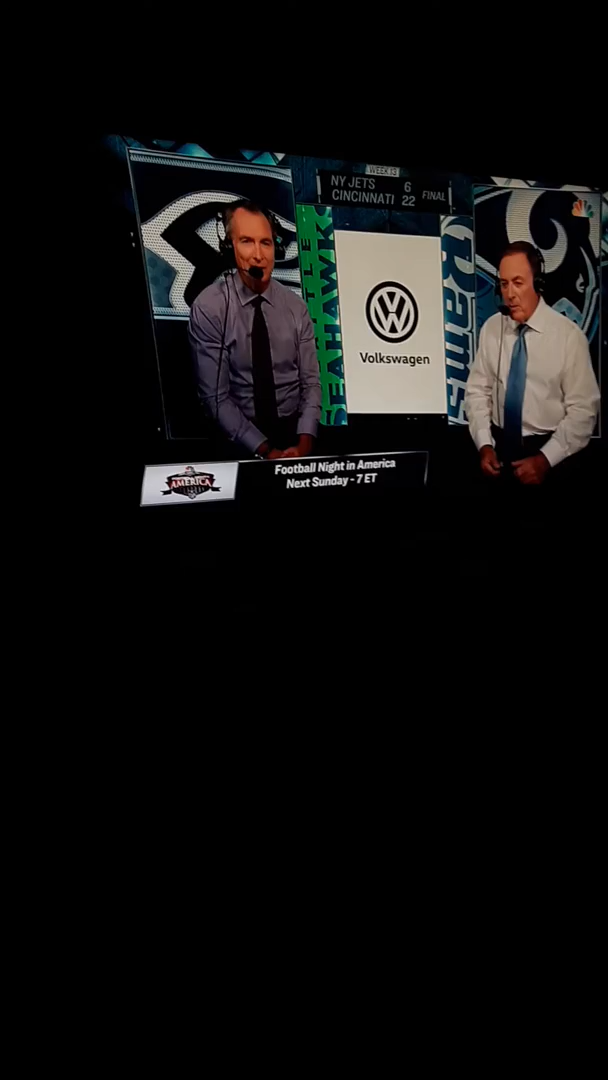 WEEK 13
NY JETS 6
CINCINNATI 22
FINAL
SEAHAWKS
Rams
Volkswagen
Football Night in America
Next Sunday - 7 ET
AMERICA